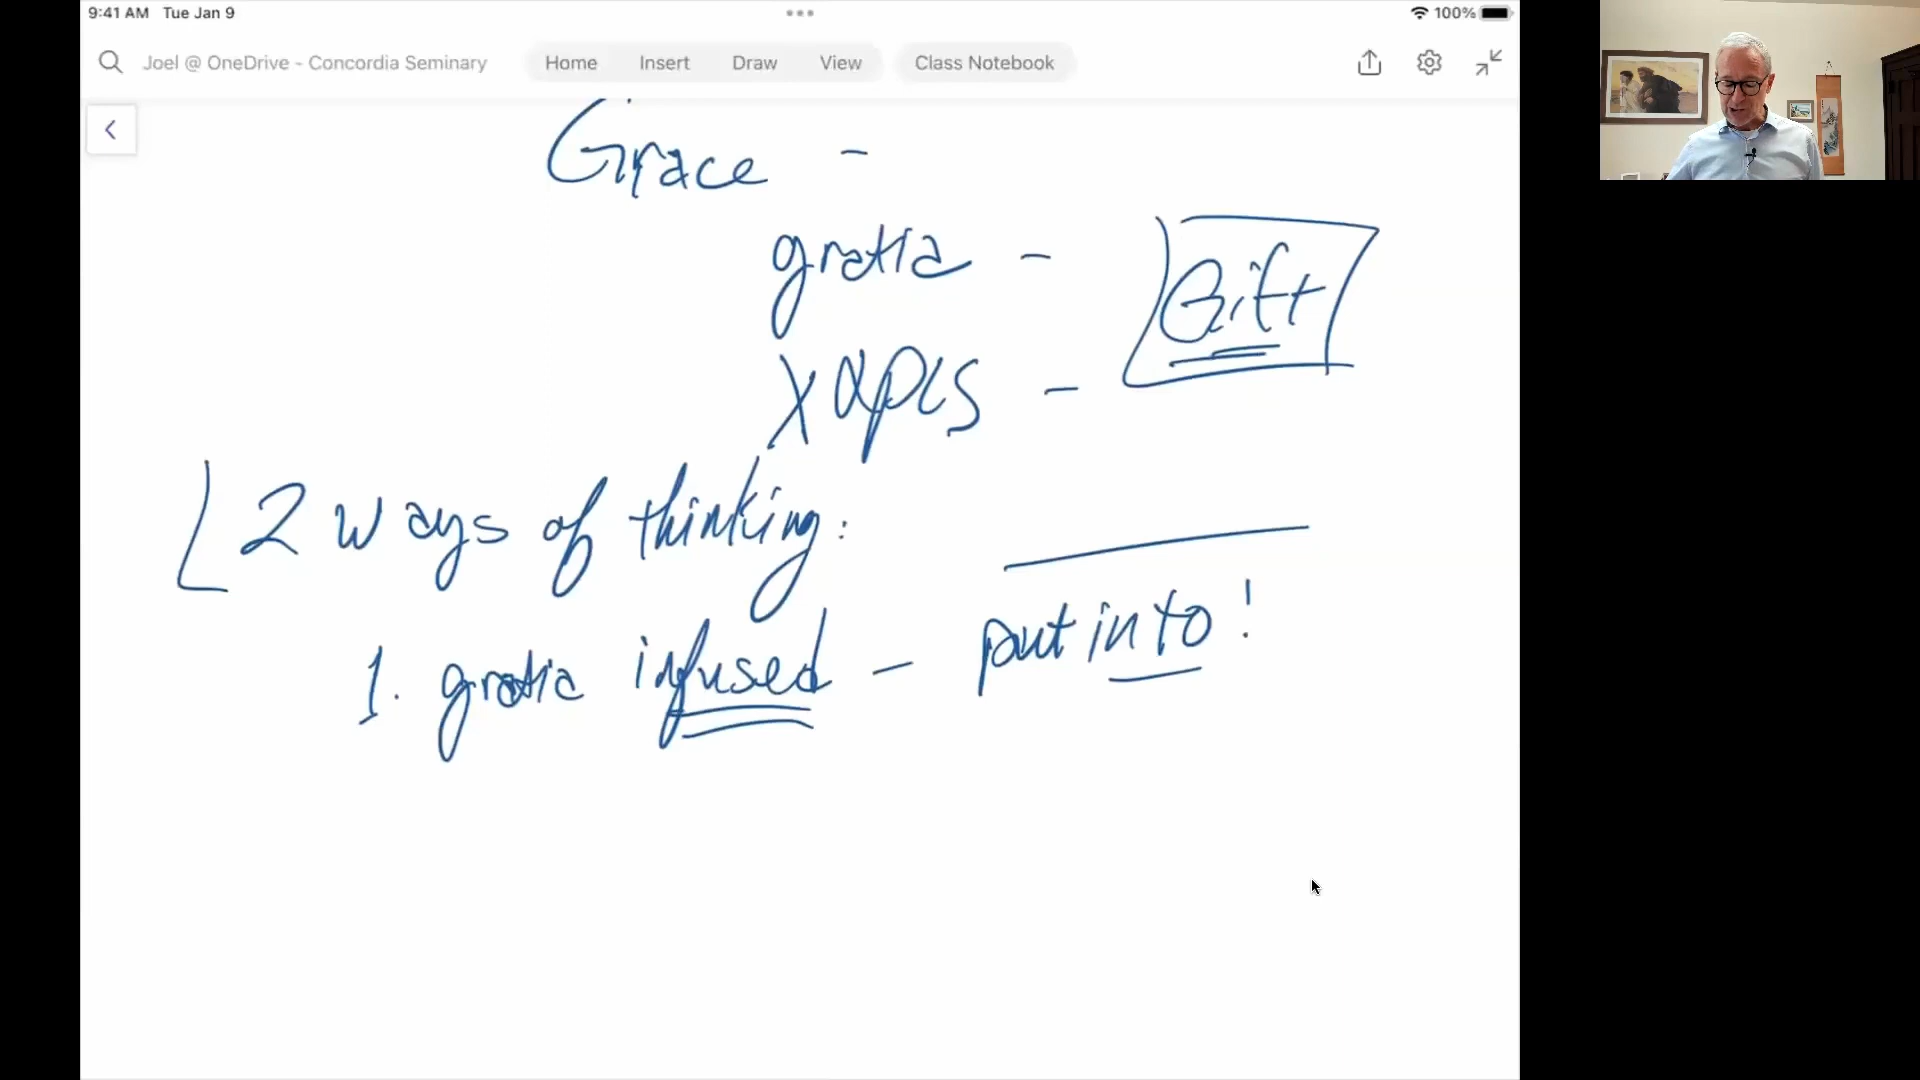 9:41 AM Tue Jan 9
100%
Joel @ OneDrive - Concordia Seminary Home Insert Draw View Class Notebook
Grace -
gratia - Gift
χαρις -
2 ways of thinking:
1. gratia infused - put into!